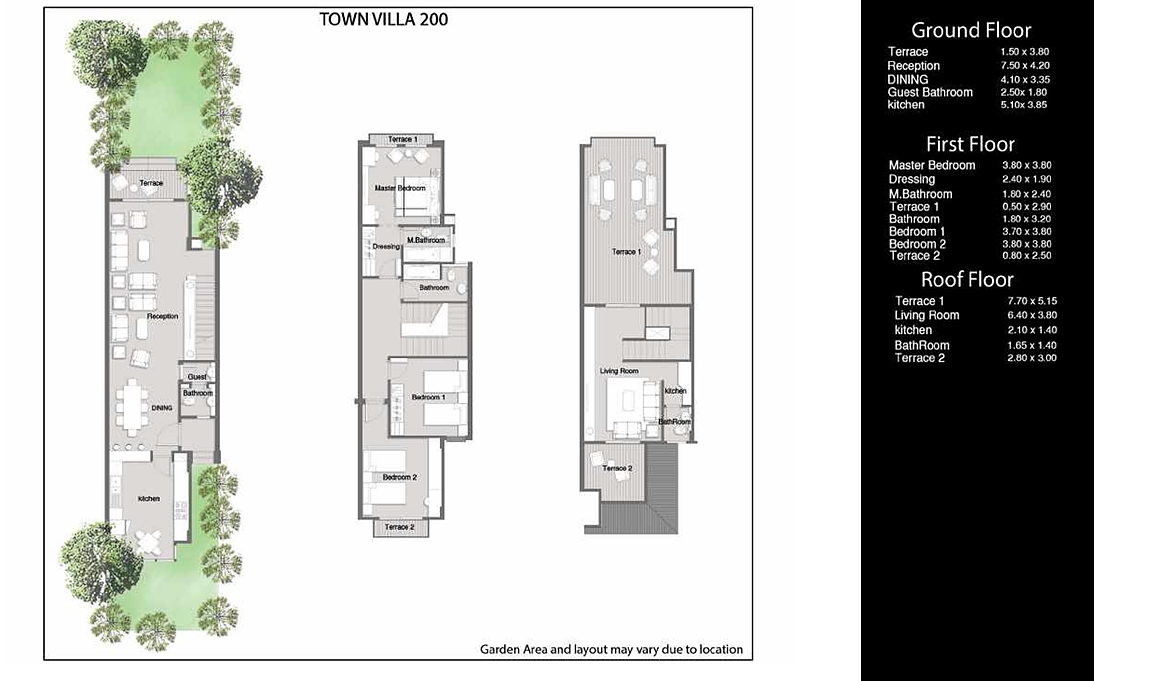 TOWN VILLA 200
Terrace
Reception
Guest
Bathroom
DINING
kitchen
Terrace 1
Master Bedroom
M.Bathroom
Dressing
Bathroom
Bedroom 1
Bedroom 2
Terrace 2
Terrace 1
Living Room
kitchen
BathRoom
Terrace 2
Garden Area and layout may vary due to location
Ground Floor
Terrace 1.50 x 3.80
Reception 7.50 x 4.20
DINING 4.10 x 3.35
Guest Bathroom 2.50x 1.80
kitchen 5.10x 3.85
First Floor
Master Bedroom 3.80 x 3.80
Dressing 2.40 x 1.90
M.Bathroom 1.80 x 2.40
Terrace 1 0.50 x 2.90
Bathroom 1.80 x 3.20
Bedroom 1 3.70 x 3.80
Bedroom 2 3.80 x 3.80
Terrace 2 0.80 x 2.50
Roof Floor
Terrace 1 7.70 x 5.15
Living Room 6.40 x 3.80
kitchen 2.10 x 1.40
BathRoom 1.65 x 1.40
Terrace 2 2.80 x 3.00